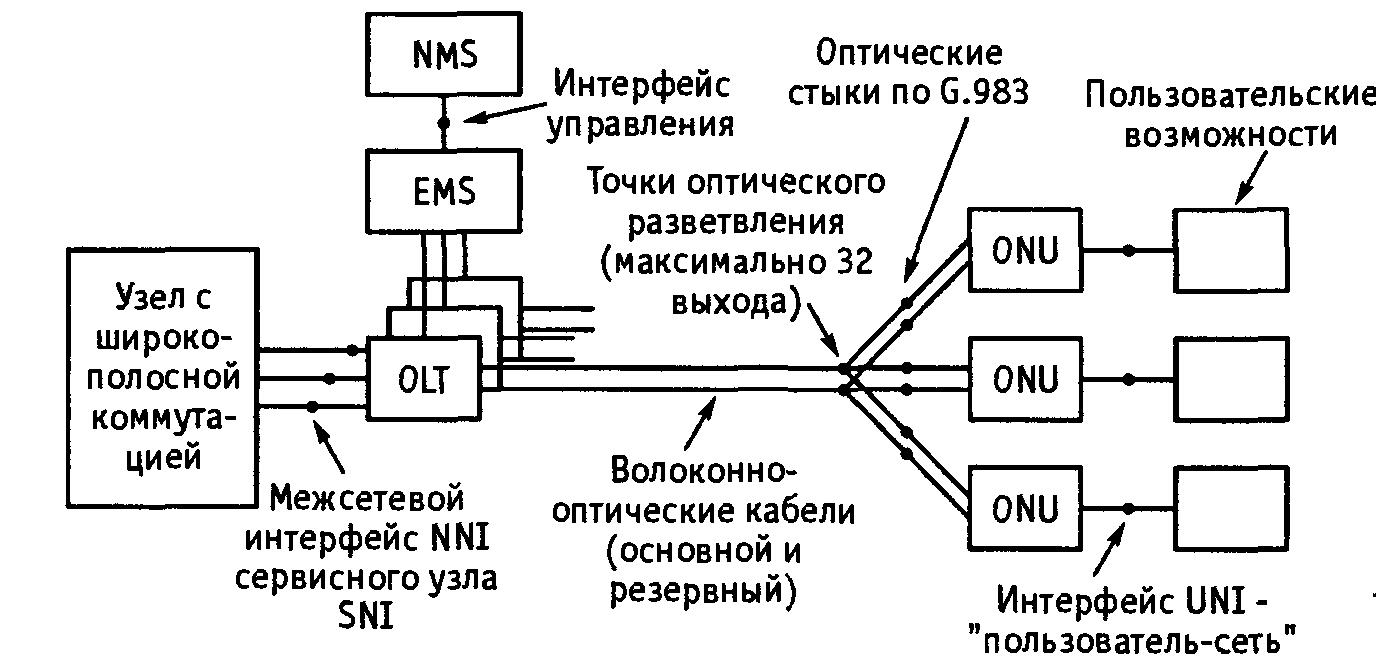 NMS
Интерфейс
управления
EMS
Оптические
стыки по G.983
Пользовательские
возможности
Точки оптического
разветвления
(максимально 32
выхода)
ONU
Узел с
широко-
полосной
коммута-
цией
OLT
ONU
ONU
Межсетевой
интерфейс NNI
сервисного узла
SNI
Волоконно-
оптические кабели
(основной и
резервный)
Интерфейс UNI -
"пользователь-сеть"